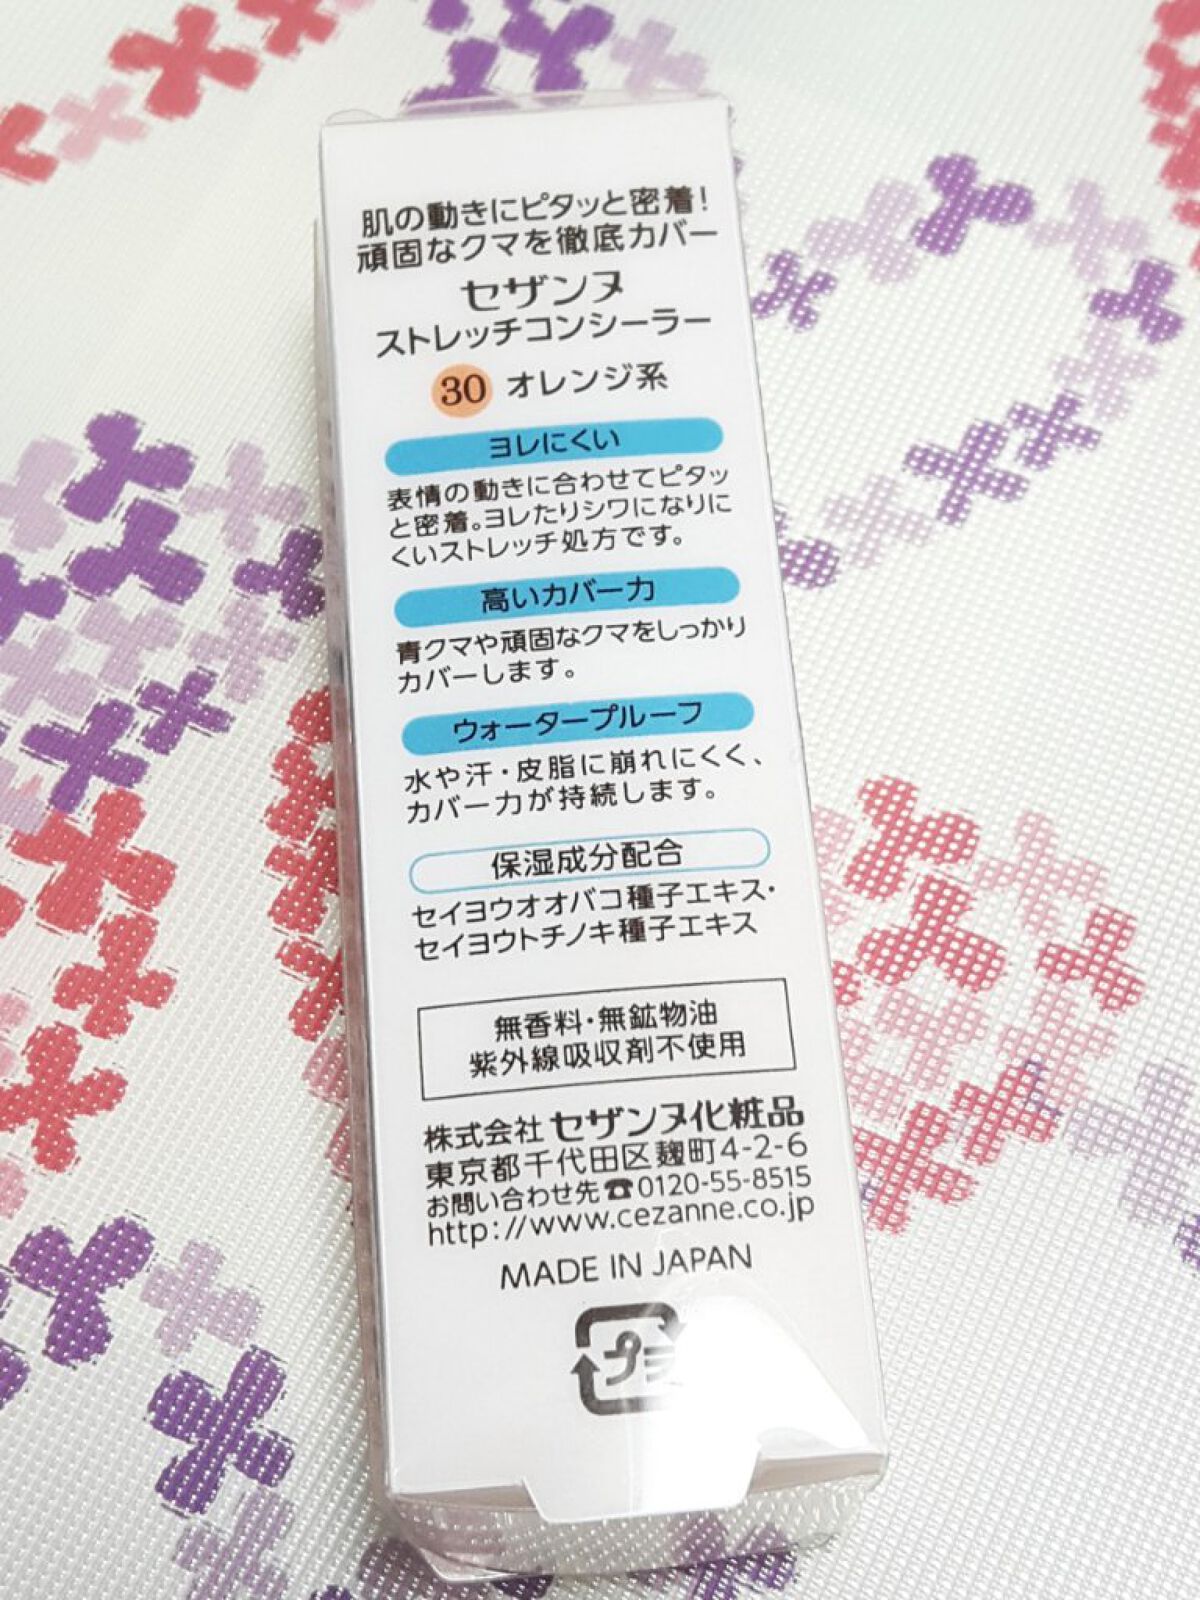 肌の動きにピタッと密着!
頑固なクマを徹底カバー
セザンヌ
ストレッチコンシーラー
30 オレンジ系
ヨレにくい
表情の動きに合わせてピタッ
と密着。ヨレたりシワになりに
くいストレッチ処方です。
高いカバー力
青クマや頑固なクマをしっかり
カバーします。
ウォータープルーフ
水や汗・皮脂に崩れにくく、
カバー力が持続します。
保湿成分配合
セイヨウオオバコ種子エキス・
セイヨウトチノキ種子エキス
無香料・無鉱物油
紫外線吸収剤不使用
株式会社 セザンヌ化粧品
東京都千代田区麹町4-2-6
お問い合わせ先☎0120-55-8515
http://www.cezanne.co.jp
MADE IN JAPAN
プラ